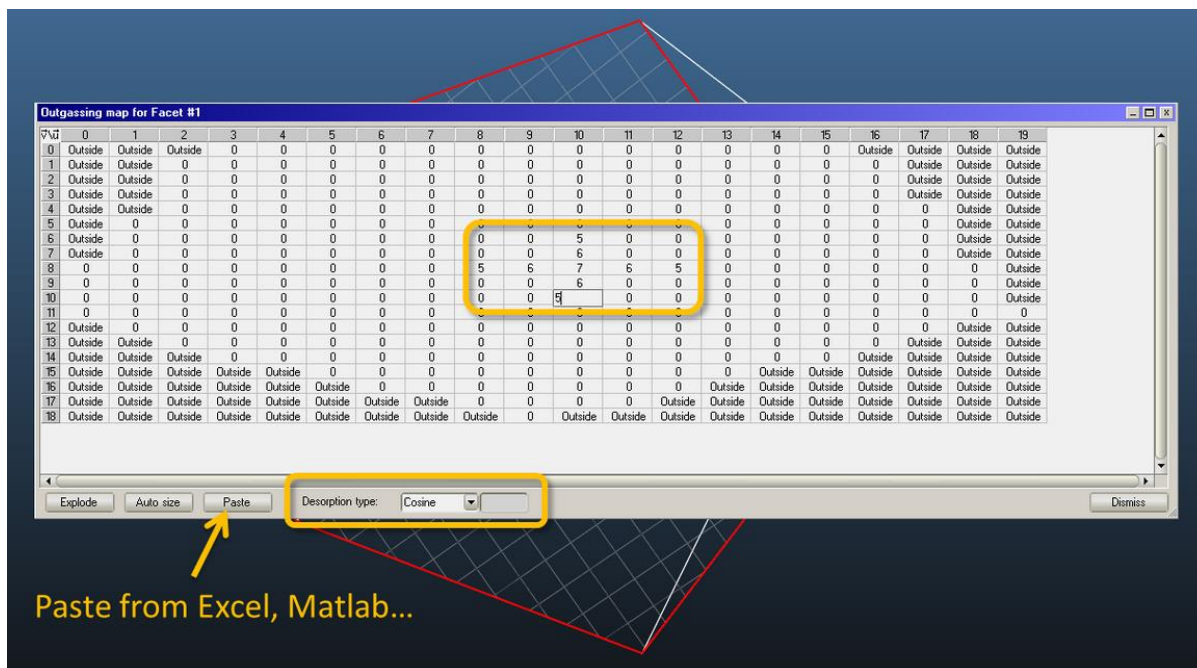 Outgassing map for Facet #1
v\u 0 1 2 3 4 5 6 7 8 9 10 11 12 13 14 15 16 17 18 19
0 Outside Outside Outside 0 0 0 0 0 0 0 0 0 0 0 0 0 Outside Outside Outside Outside
1 Outside Outside 0 0 0 0 0 0 0 0 0 0 0 0 0 0 0 Outside Outside Outside
2 Outside Outside 0 0 0 0 0 0 0 0 0 0 0 0 0 0 0 Outside Outside Outside
3 Outside Outside 0 0 0 0 0 0 0 0 0 0 0 0 0 0 0 Outside Outside Outside
4 Outside Outside 0 0 0 0 0 0 0 0 0 0 0 0 0 0 0 0 Outside Outside
5 Outside 0 0 0 0 0 0 0 0 0 0 0 0 0 0 0 0 0 Outside Outside
6 Outside 0 0 0 0 0 0 0 0 0 5 0 0 0 0 0 0 0 Outside Outside
7 Outside 0 0 0 0 0 0 0 0 0 6 0 0 0 0 0 0 0 Outside Outside
8 0 0 0 0 0 0 0 0 5 6 7 6 5 0 0 0 0 0 0 Outside
9 0 0 0 0 0 0 0 0 0 0 6 0 0 0 0 0 0 0 0 Outside
10 0 0 0 0 0 0 0 0 0 0 5 0 0 0 0 0 0 0 0 Outside
11 0 0 0 0 0 0 0 0 0 0 0 0 0 0 0 0 0 0 0 0
12 Outside 0 0 0 0 0 0 0 0 0 0 0 0 0 0 0 0 0 Outside Outside
13 Outside Outside 0 0 0 0 0 0 0 0 0 0 0 0 0 0 0 Outside Outside Outside
14 Outside Outside Outside 0 0 0 0 0 0 0 0 0 0 0 0 0 Outside Outside Outside Outside
15 Outside Outside Outside Outside Outside 0 0 0 0 0 0 0 0 0 Outside Outside Outside Outside Outside Outside
16 Outside Outside Outside Outside Outside Outside 0 0 0 0 0 0 0 Outside Outside Outside Outside Outside Outside Outside
17 Outside Outside Outside Outside Outside Outside Outside Outside 0 0 0 0 Outside Outside Outside Outside Outside Outside Outside Outside
18 Outside Outside Outside Outside Outside Outside Outside Outside Outside 0 Outside Outside Outside Outside Outside Outside Outside Outside Outside Outside
Explode Auto size Paste Desorption type: Cosine Dismiss
Paste from Excel, Matlab...